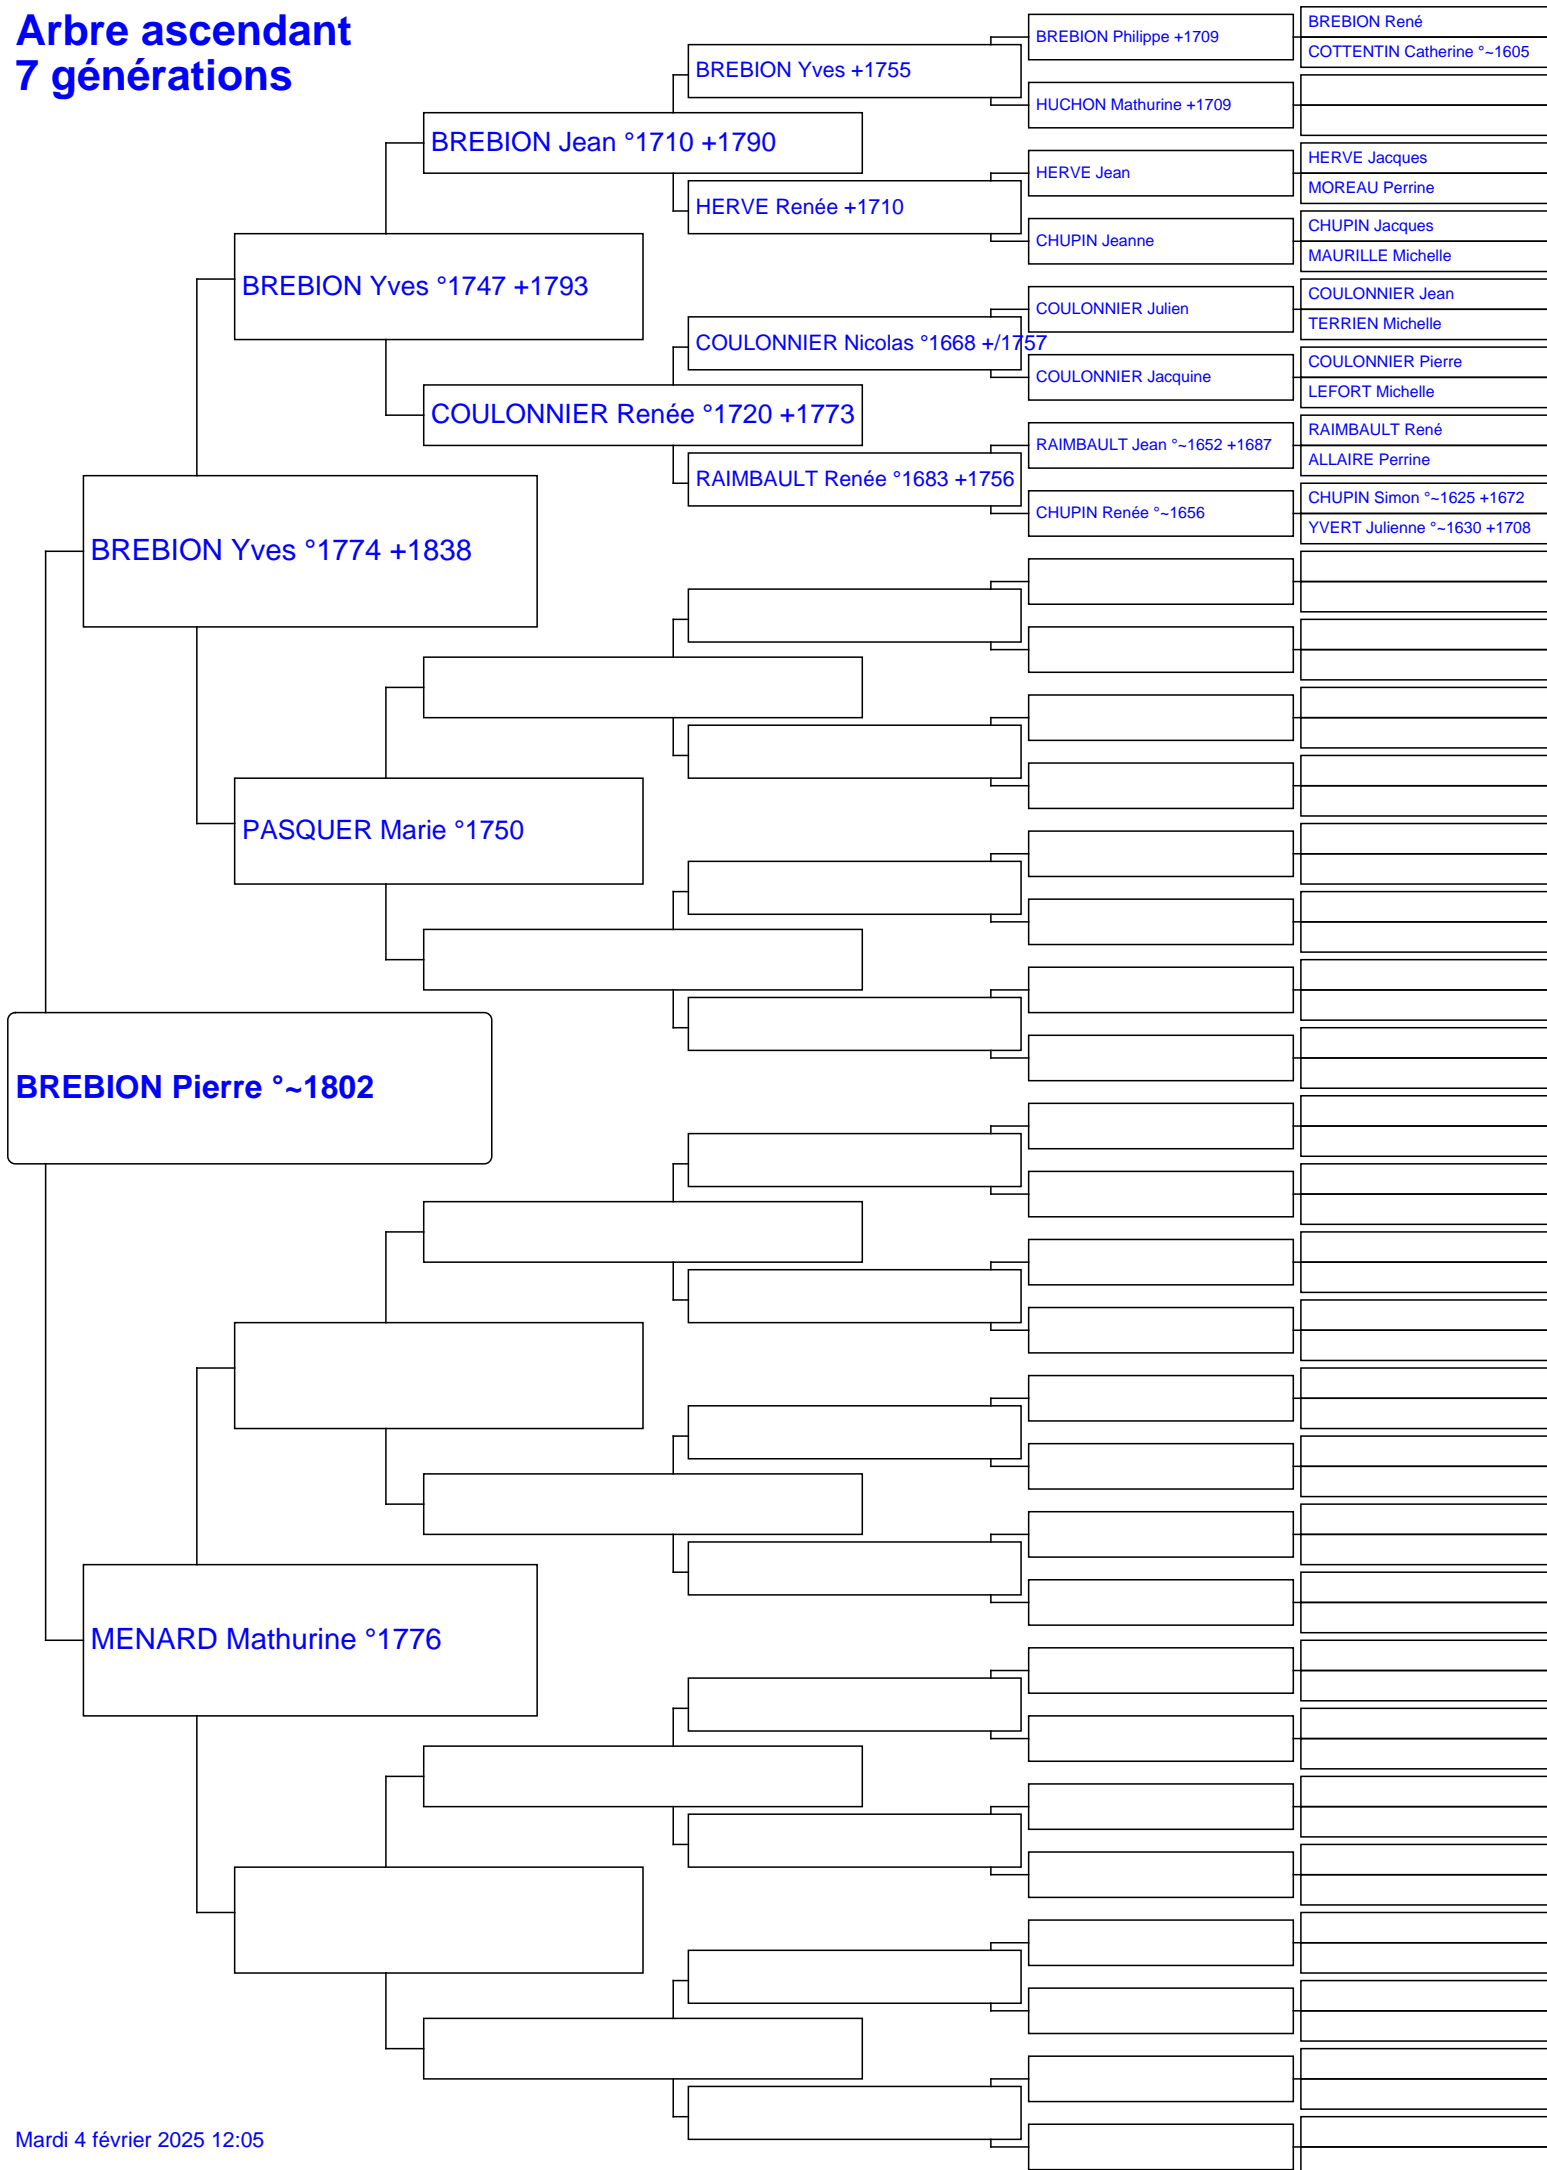 Arbre ascendant
7 générations
BREBION Pierre °~1802
BREBION Yves °1774 +1838
MENARD Mathurine °1776
BREBION Yves °1747 +1793
PASQUER Marie °1750
BREBION Jean °1710 +1790
COULONNIER Renée °1720 +1773
BREBION Yves +1755
HERVE Renée +1710
COULONNIER Nicolas °1668 +/1757
RAIMBAULT Renée °1683 +1756
BREBION Philippe +1709
HUCHON Mathurine +1709
HERVE Jean
CHUPIN Jeanne
COULONNIER Julien
COULONNIER Jacquine
RAIMBAULT Jean °~1652 +1687
CHUPIN Renée °~1656
BREBION René
COTTENTIN Catherine °~1605
HERVE Jacques
MOREAU Perrine
CHUPIN Jacques
MAURILLE Michelle
COULONNIER Jean
TERRIEN Michelle
COULONNIER Pierre
LEFORT Michelle
RAIMBAULT René
ALLAIRE Perrine
CHUPIN Simon °~1625 +1672
YVERT Julienne °~1630 +1708
Mardi 4 février 2025 12:05